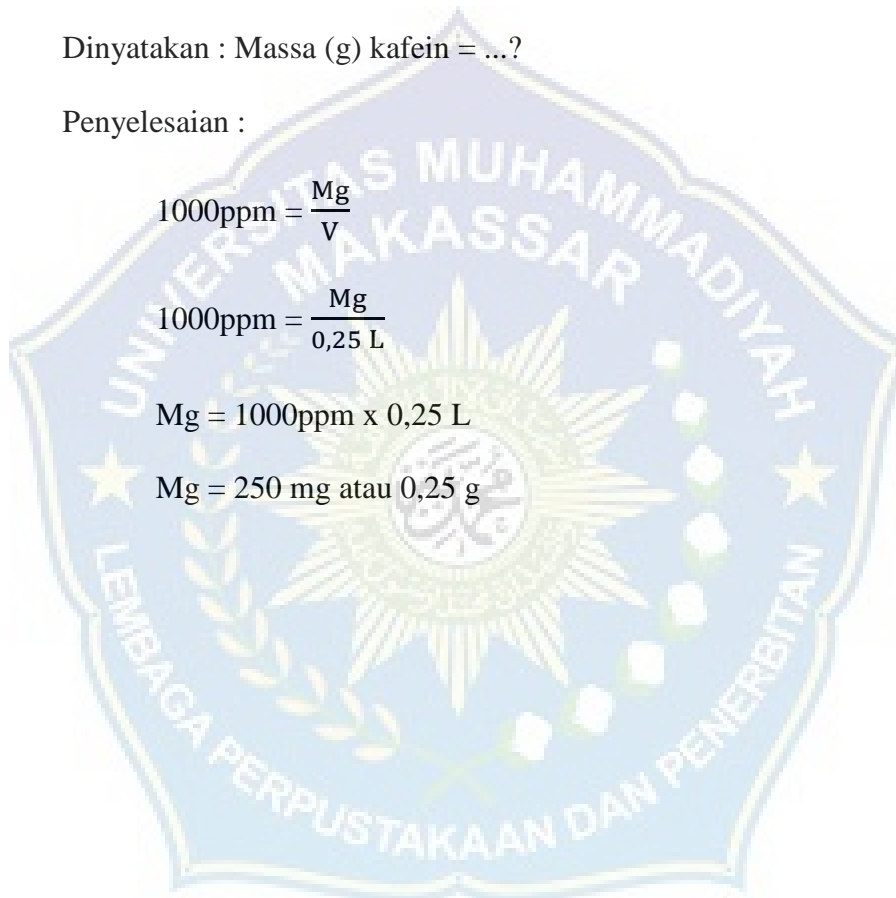 Dinyatakan : Massa (g) kafein = ...?
Penyelesaian :
1000ppm = Mg/V
1000ppm = Mg/0,25 L
Mg = 1000ppm x 0,25 L
Mg = 250 mg atau 0,25 g
UNIVERSITAS MUHAMMADIYAH
MAKASSAR
LEMBAGA PERPUSTAKAAN DAN PENERBITAN